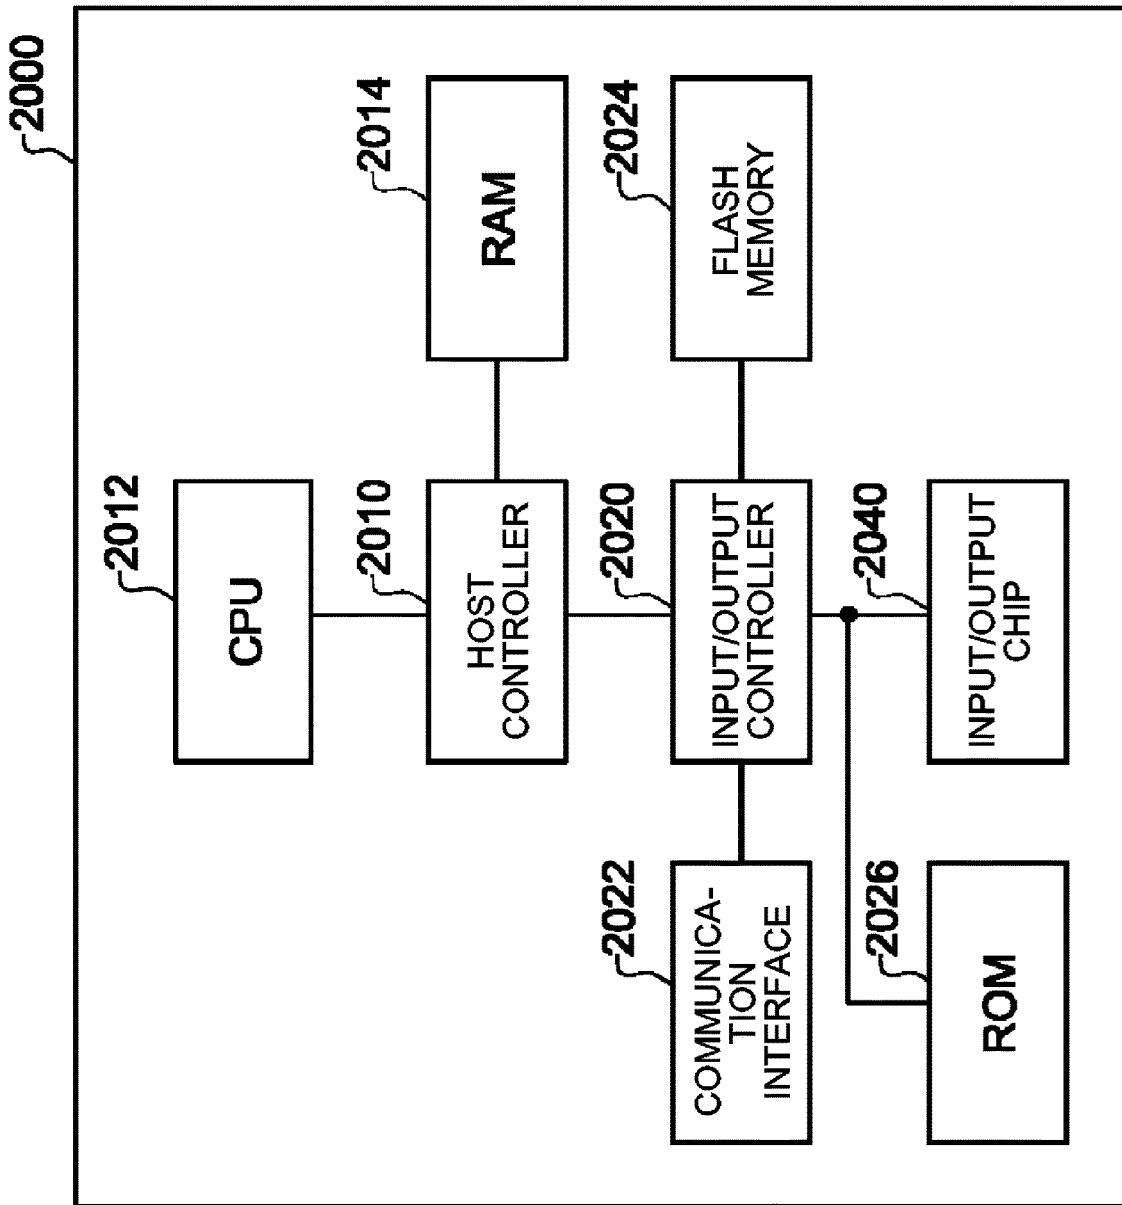 2000
2012
CPU
2014
RAM
2010
HOST
CONTROLLER
2024
FLASH
MEMORY
2020
INPUT/OUTPUT
CONTROLLER
2022
COMMUNICA-
TION
INTERFACE
2040
INPUT/OUTPUT
CHIP
2026
ROM